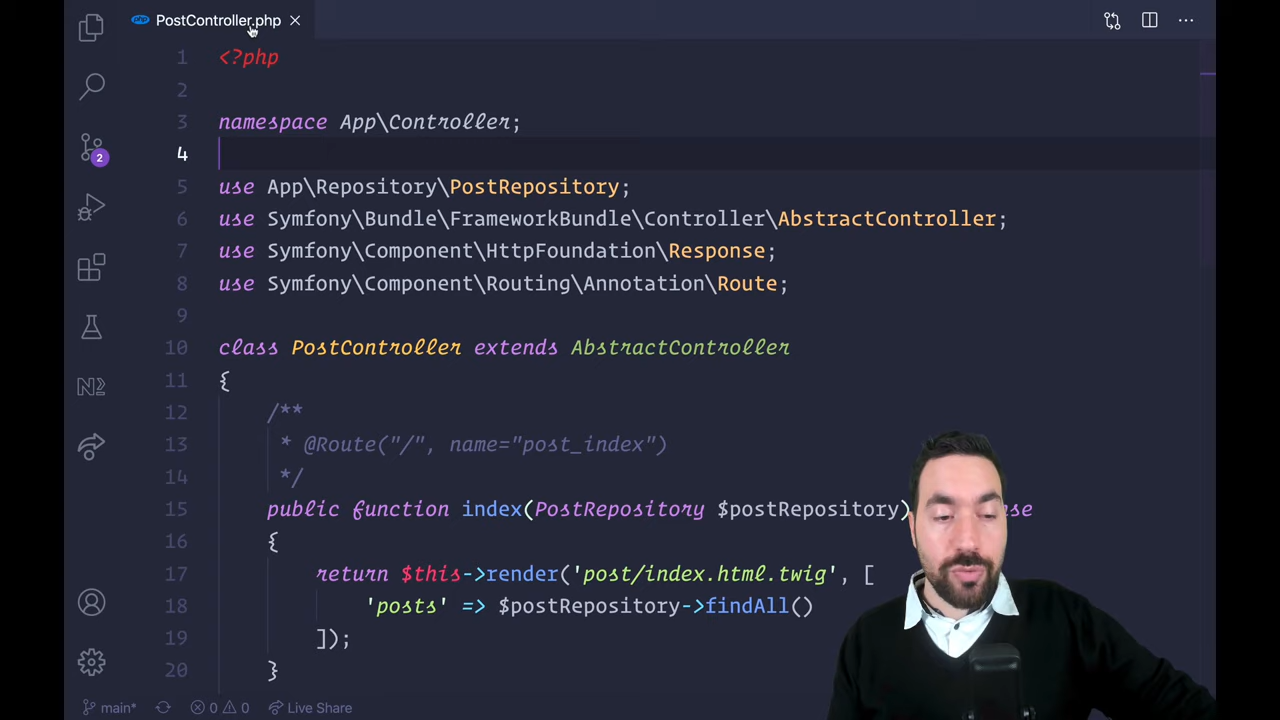 php PostController.php
1 <?php
2
3 namespace App\Controller;
4
5 use App\Repository\PostRepository;
6 use Symfony\Bundle\FrameworkBundle\Controller\AbstractController;
7 use Symfony\Component\HttpFoundation\Response;
8 use Symfony\Component\Routing\Annotation\Route;
9
10 class PostController extends AbstractController
11 {
12 /**
13 * @Route("/", name="post_index")
14 */
15 public function index(PostRepository $postRepository) se
16 {
17 return $this->render('post/index.html.twig', [
18 'posts' => $postRepository->findAll()
19 ]);
20 }
2
main* 0 0 Live Share